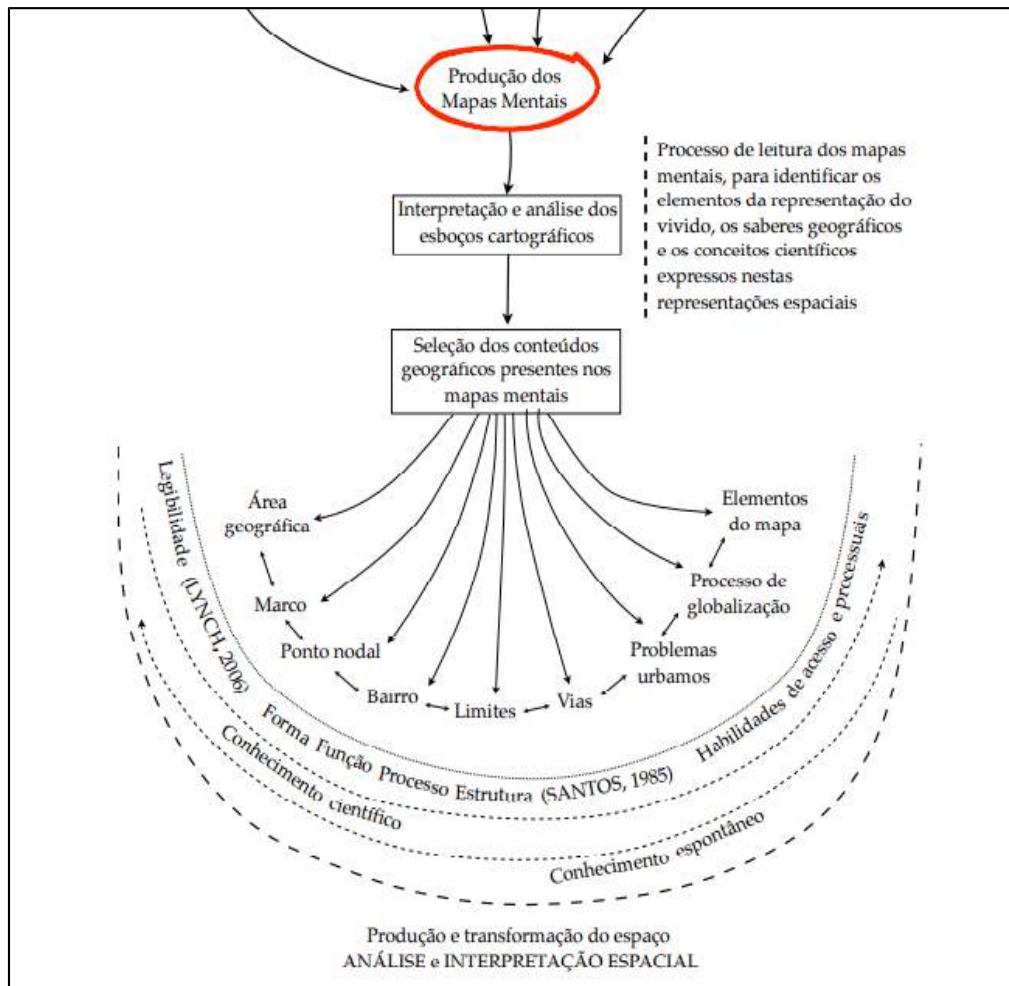 Produção dos
Mapas Mentais
Processo de leitura dos mapas
mentais, para identificar os
elementos da representação do
vivido, os saberes geográficos
e os conceitos científicos
expressos nestas
representações espaciais
Interpretação e análise dos
esboços cartográficos
Seleção dos conteúdos
geográficos presentes nos
mapas mentais
Área
geográfica
Marco
Ponto nodal
Bairro
Limites
Vias
Problemas
urbamos
Processo de
globalização
Elementos
do mapa
Legibilidade (LYNCH, 2006)
Forma Função Processo Estrutura (SANTOS, 1985)
Habilidades de acesso e processuais
Conhecimento científico
Conhecimento espontâneo
Produção e transformação do espaço
ANÁLISE e INTERPRETAÇÃO ESPACIAL